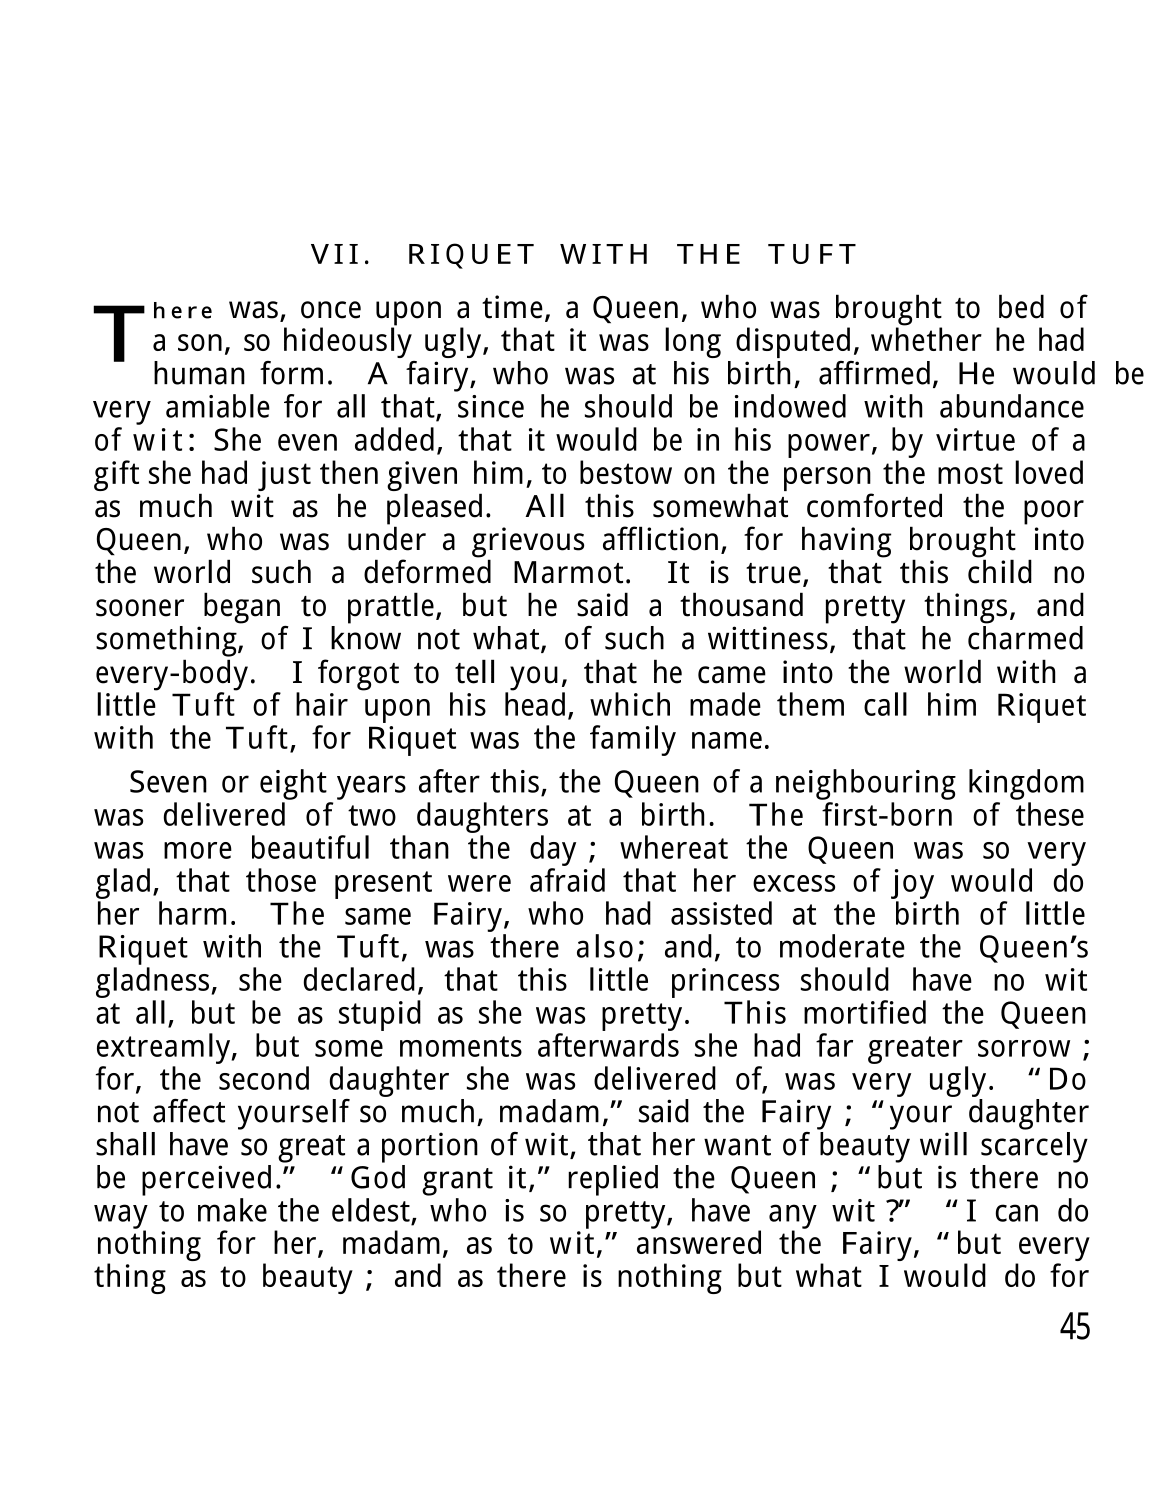 VII. RIQUET WITH THE TUFT
There was, once upon a time, a Queen, who was brought to bed of
a son, so hideously ugly, that it was long disputed, whether he had
human form. A fairy, who was at his birth, affirmed, He would be
very amiable for all that, since he should be indowed with abundance
of wit: She even added, that it would be in his power, by virtue of a
gift she had just then given him, to bestow on the person the most loved
as much wit as he pleased. All this somewhat comforted the poor
Queen, who was under a grievous affliction, for having brought into
the world such a deformed Marmot. It is true, that this child no
sooner began to prattle, but he said a thousand pretty things, and
something, of I know not what, of such a wittiness, that he charmed
every-body. I forgot to tell you, that he came into the world with a
little Tuft of hair upon his head, which made them call him Riquet
with the Tuft, for Riquet was the family name.
Seven or eight years after this, the Queen of a neighbouring kingdom
was delivered of two daughters at a birth. The first-born of these
was more beautiful than the day ; whereat the Queen was so very
glad, that those present were afraid that her excess of joy would do
her harm. The same Fairy, who had assisted at the birth of little
Riquet with the Tuft, was there also; and, to moderate the Queen’s
gladness, she declared, that this little princess should have no wit
at all, but be as stupid as she was pretty. This mortified the Queen
extreamly, but some moments afterwards she had far greater sorrow ;
for, the second daughter she was delivered of, was very ugly. “Do
not affect yourself so much, madam,” said the Fairy ; “your daughter
shall have so great a portion of wit, that her want of beauty will scarcely
be perceived.” “God grant it,” replied the Queen ; “but is there no
way to make the eldest, who is so pretty, have any wit ?” “I can do
nothing for her, madam, as to wit,” answered the Fairy, “but every
thing as to beauty ; and as there is nothing but what I would do for
45